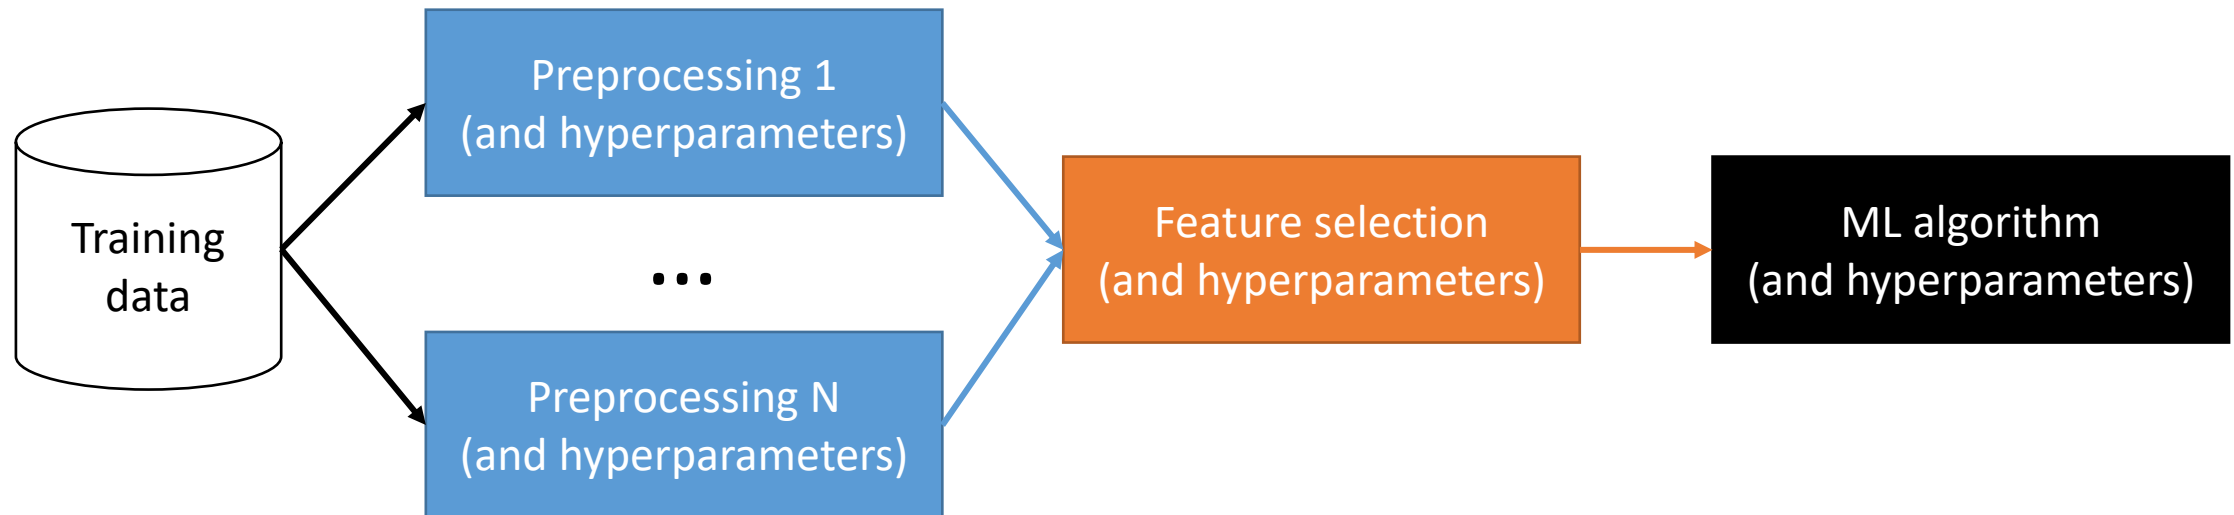 Training
data
Preprocessing 1
(and hyperparameters)
...
Preprocessing N
(and hyperparameters)
Feature selection
(and hyperparameters)
ML algorithm
(and hyperparameters)